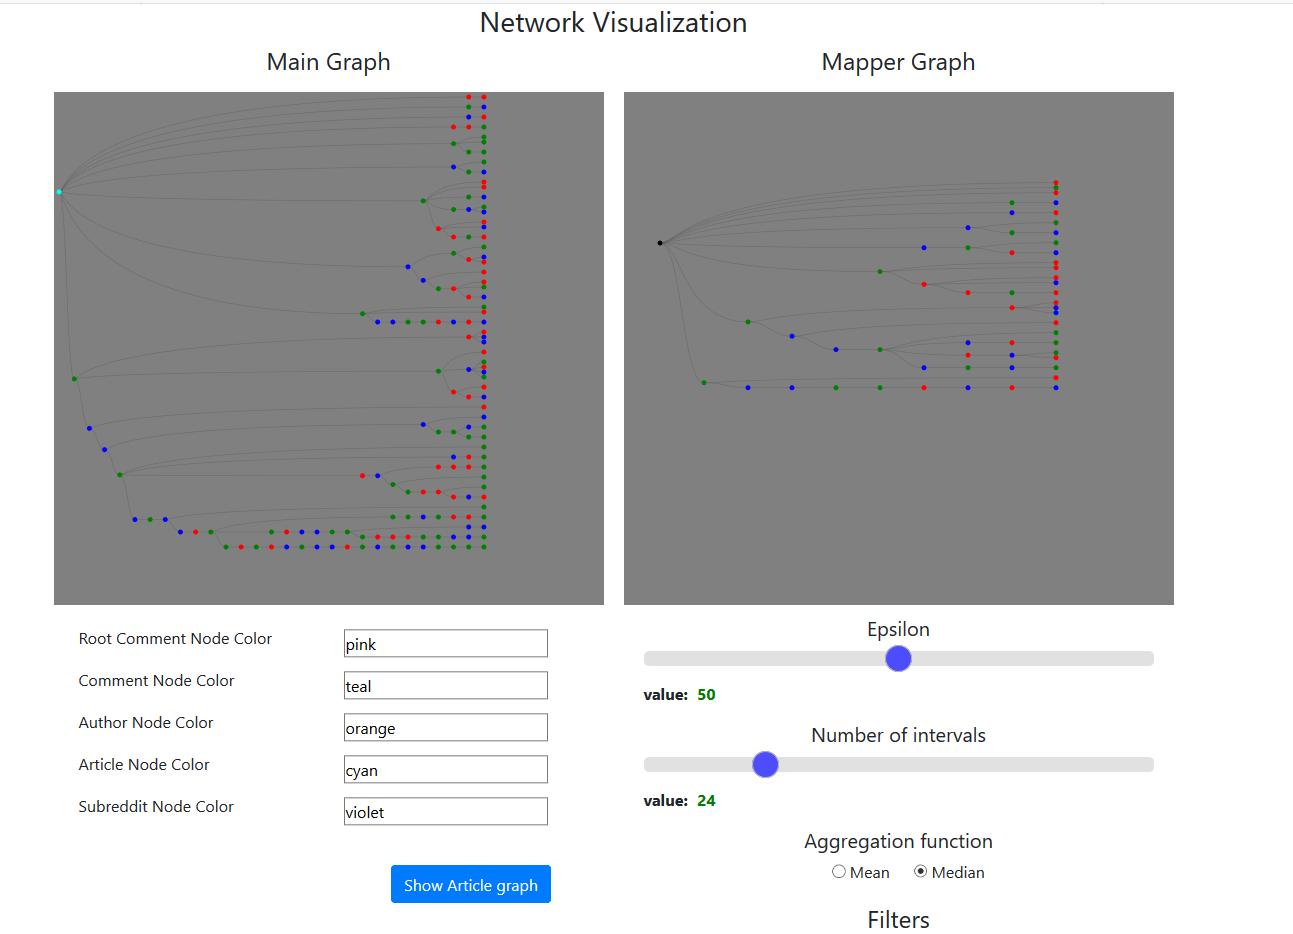 Network Visualization
Main Graph
Mapper Graph
Root Comment Node Color
pink
Comment Node Color
teal
Author Node Color
orange
Article Node Color
cyan
Subreddit Node Color
violet
Show Article graph
Epsilon
value: 50
Number of intervals
value: 24
Aggregation function
Mean Median
Filters